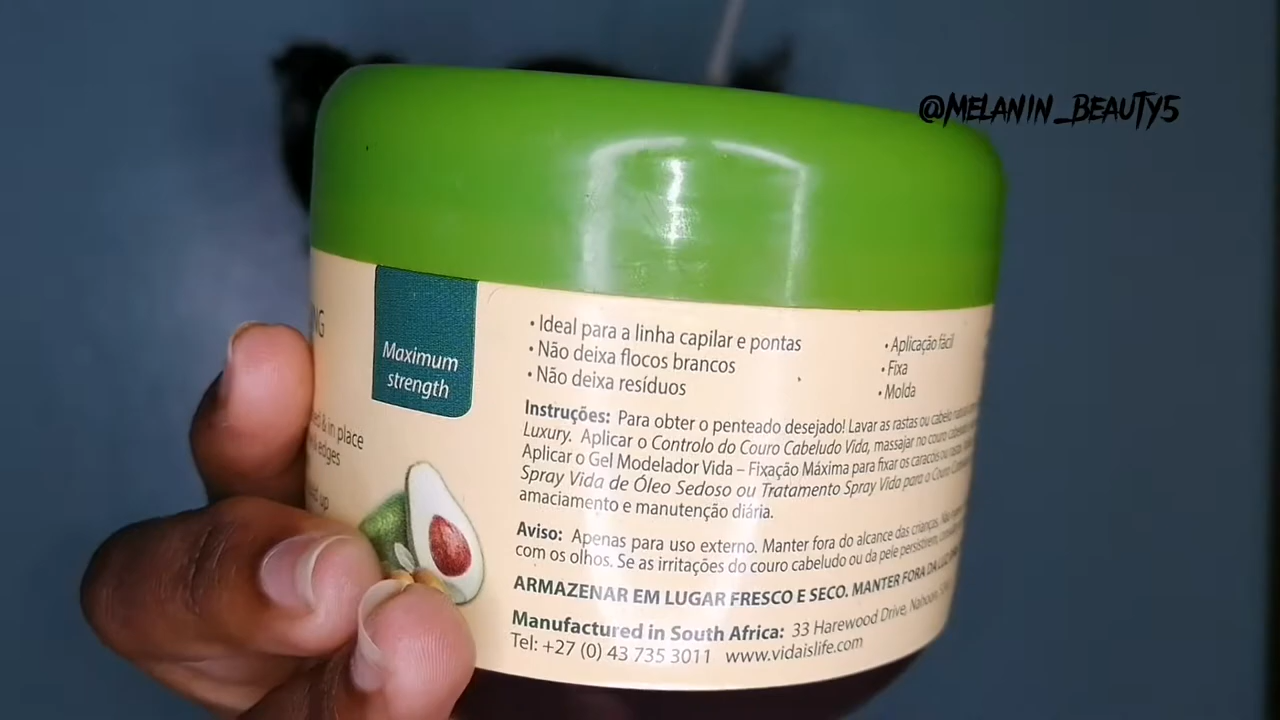 @MELANIN_BEAUTY5
NG
Maximum
strength
& in place
edges
up
• Ideal para a linha capilar e pontas
• Não deixa flocos brancos
• Não deixa resíduos
• Aplicação fácil
• Fixa
• Molda
Instruções: Para obter o penteado desejado! Lavar as rastas ou cabelo
Luxury. Aplicar o Controlo do Couro Cabeludo Vida, massajar no couro
Aplicar o Gel Modelador Vida – Fixação Máxima para fixar os caracóis ou
Spray Vida de Óleo Sedoso ou Tratamento Spray Vida para o Couro
amaciamento e manutenção diária.
Aviso: Apenas para uso externo. Manter fora do alcance das crianças.
com os olhos. Se as irritações do couro cabeludo ou da pele persistirem,
ARMAZENAR EM LUGAR FRESCO E SECO. MANTER FORA DA LUZ
Manufactured in South Africa: 33 Harewood Drive,
Tel: +27 (0) 43 735 3011 www.vidaislife.com